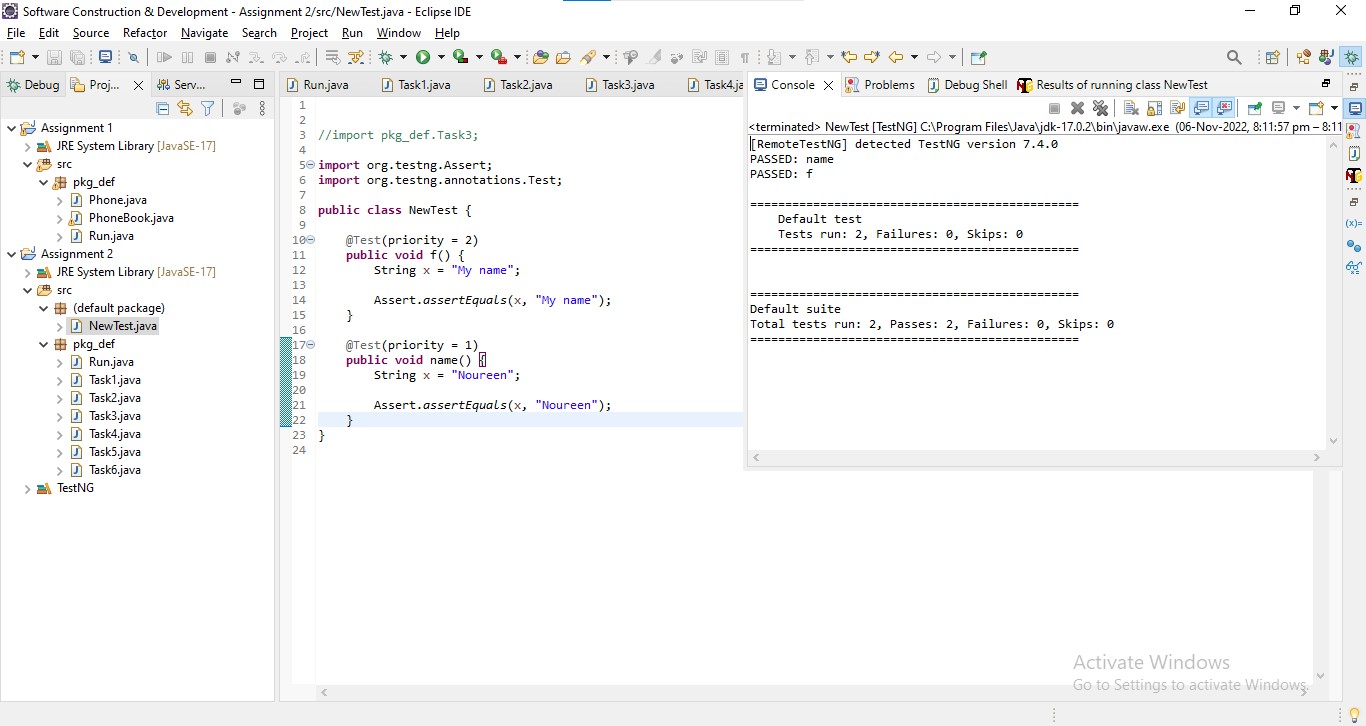 Software Construction & Development - Assignment 2/src/NewTest.java - Eclipse IDE
File Edit Source Refactor Navigate Search Project Run Window Help
Debug Proj... Serv...
Assignment 1
JRE System Library [JavaSE-17]
src
pkg_def
Phone.java
PhoneBook.java
Run.java
Assignment 2
JRE System Library [JavaSE-17]
src
(default package)
NewTest.java
pkg_def
Run.java
Task1.java
Task2.java
Task3.java
Task4.java
Task5.java
Task6.java
TestNG
Run.java Task1.java Task2.java Task3.java Task4.ja
1
2
3 //import pkg_def.Task3;
4
5 import org.testng.Assert;
6 import org.testng.annotations.Test;
7
8 public class NewTest {
9
10 @Test(priority = 2)
11 public void f() {
12 String x = "My name";
13
14 Assert.assertEquals(x, "My name");
15 }
16
17 @Test(priority = 1)
18 public void name() {
19 String x = "Noureen";
20
21 Assert.assertEquals(x, "Noureen");
22 }
23 }
24
Console Problems Debug Shell Results of running class NewTest
<terminated> NewTest [TestNG] C:\Program Files\Java\jdk-17.0.2\bin\javaw.exe (06-Nov-2022, 8:11:57 pm – 8:11
[RemoteTestNG] detected TestNG version 7.4.0
PASSED: name
PASSED: f
===============================================
Default test
Tests run: 2, Failures: 0, Skips: 0
===============================================
===============================================
Default suite
Total tests run: 2, Passes: 2, Failures: 0, Skips: 0
===============================================
(x)=
Activate Windows
Go to Settings to activate Windows.